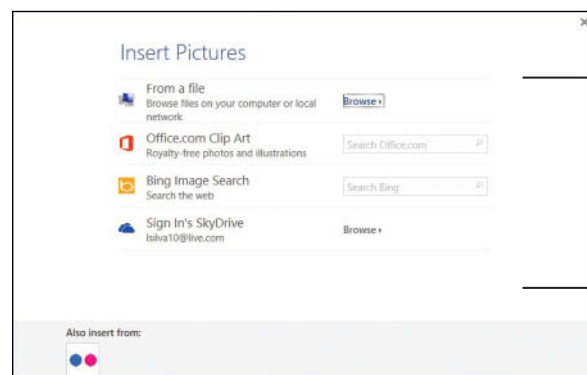 Insert Pictures
From a file
Browse files on your computer or local
network
Browse
Office.com Clip Art
Royalty-free photos and illustrations
Search Office.com
Bing Image Search
Search the web
Search Bing
Sign In's SkyDrive
lsilva10@live.com
Browse
Also insert from: